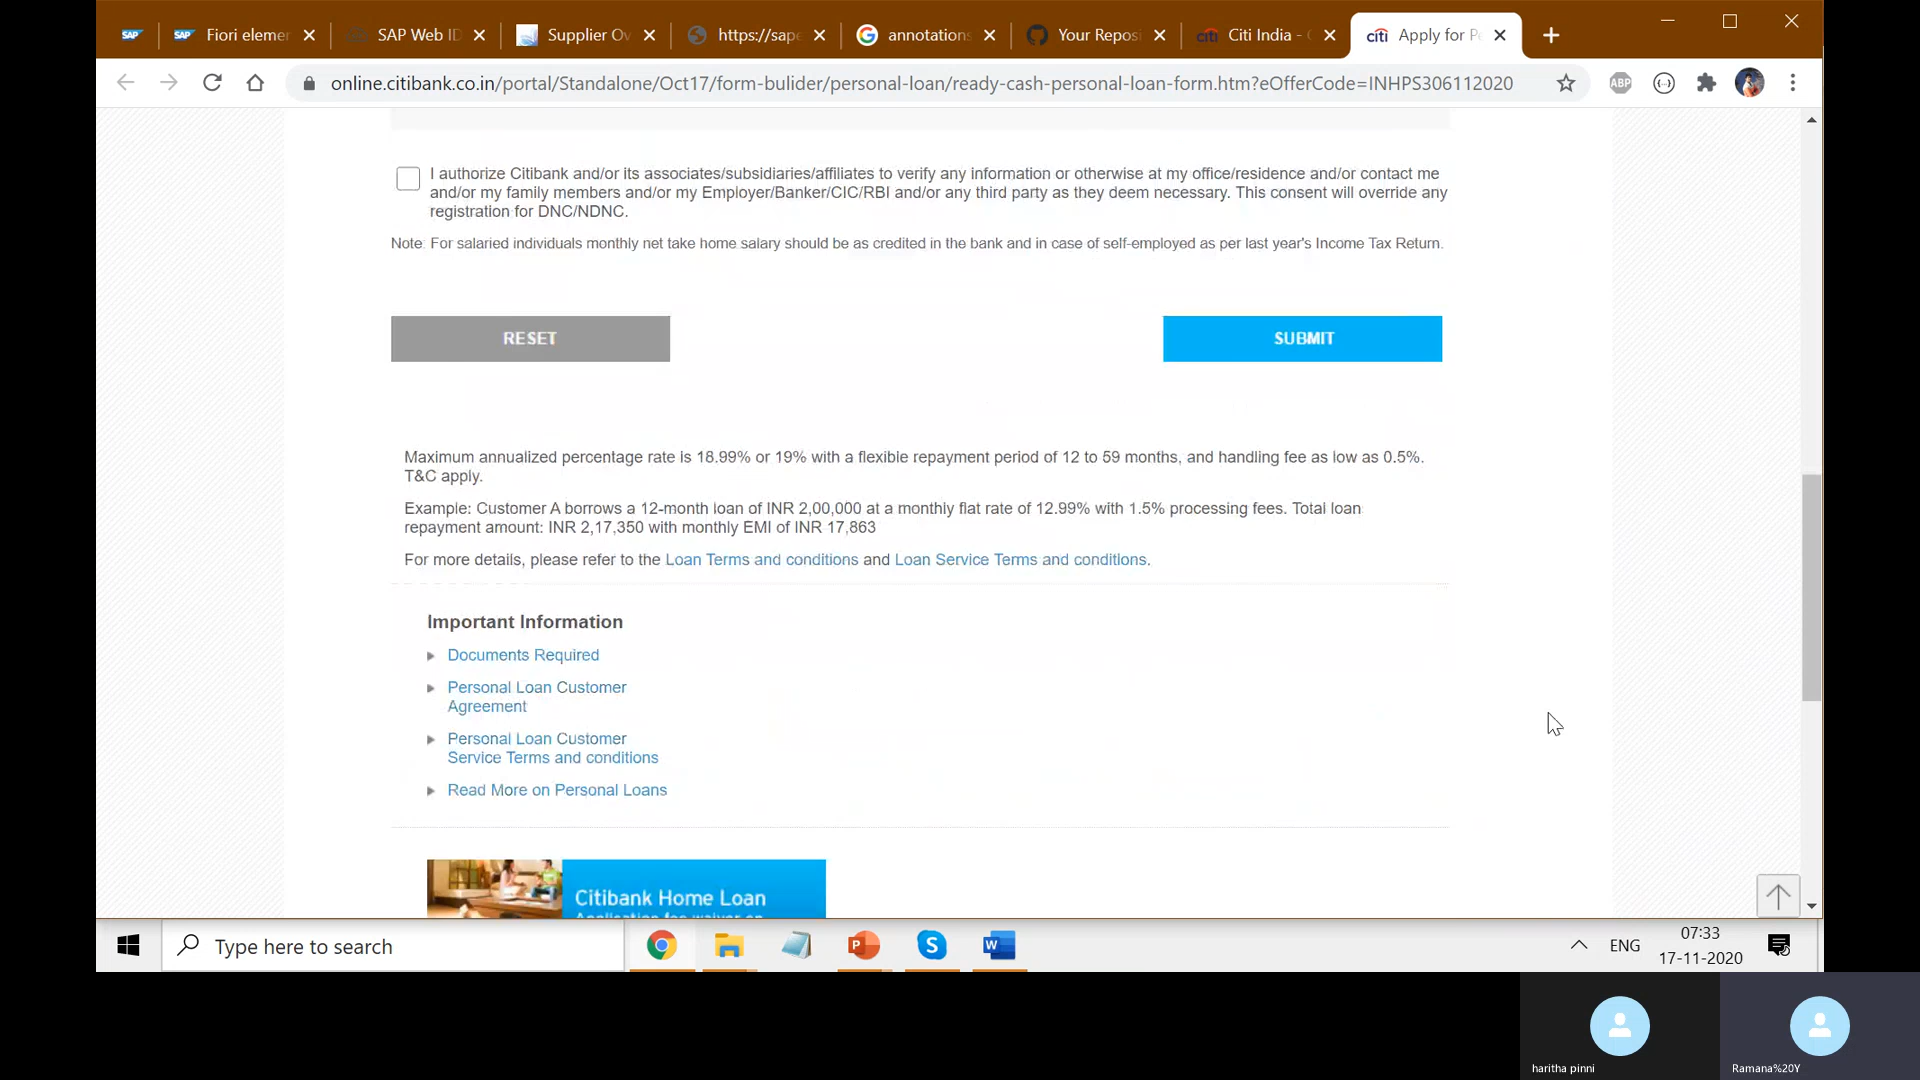 SAP
SAP Fiori elemen
SAP Web ID
Supplier Ov
https://sape
annotations
Your Reposi
citi Citi India - C
citi Apply for Pe
online.citibank.co.in/portal/Standalone/Oct17/form-bulider/personal-loan/ready-cash-personal-loan-form.htm?eOfferCode=INHPS306112020
ABP
I authorize Citibank and/or its associates/subsidiaries/affiliates to verify any information or otherwise at my office/residence and/or contact me
and/or my family members and/or my Employer/Banker/CIC/RBI and/or any third party as they deem necessary. This consent will override any
registration for DNC/NDNC.
Note: For salaried individuals monthly net take home salary should be as credited in the bank and in case of self-employed as per last year's Income Tax Return.
RESET
SUBMIT
Maximum annualized percentage rate is 18.99% or 19% with a flexible repayment period of 12 to 59 months, and handling fee as low as 0.5%.
T&C apply.
Example: Customer A borrows a 12-month loan of INR 2,00,000 at a monthly flat rate of 12.99% with 1.5% processing fees. Total loan
repayment amount: INR 2,17,350 with monthly EMI of INR 17,863
For more details, please refer to the Loan Terms and conditions and Loan Service Terms and conditions.
Important Information
Documents Required
Personal Loan Customer
Agreement
Personal Loan Customer
Service Terms and conditions
Read More on Personal Loans
Citibank Home Loan
Application fee waiver on
Type here to search
P
S
W
ENG
07:33
17-11-2020
haritha pinni
Ramana%20Y